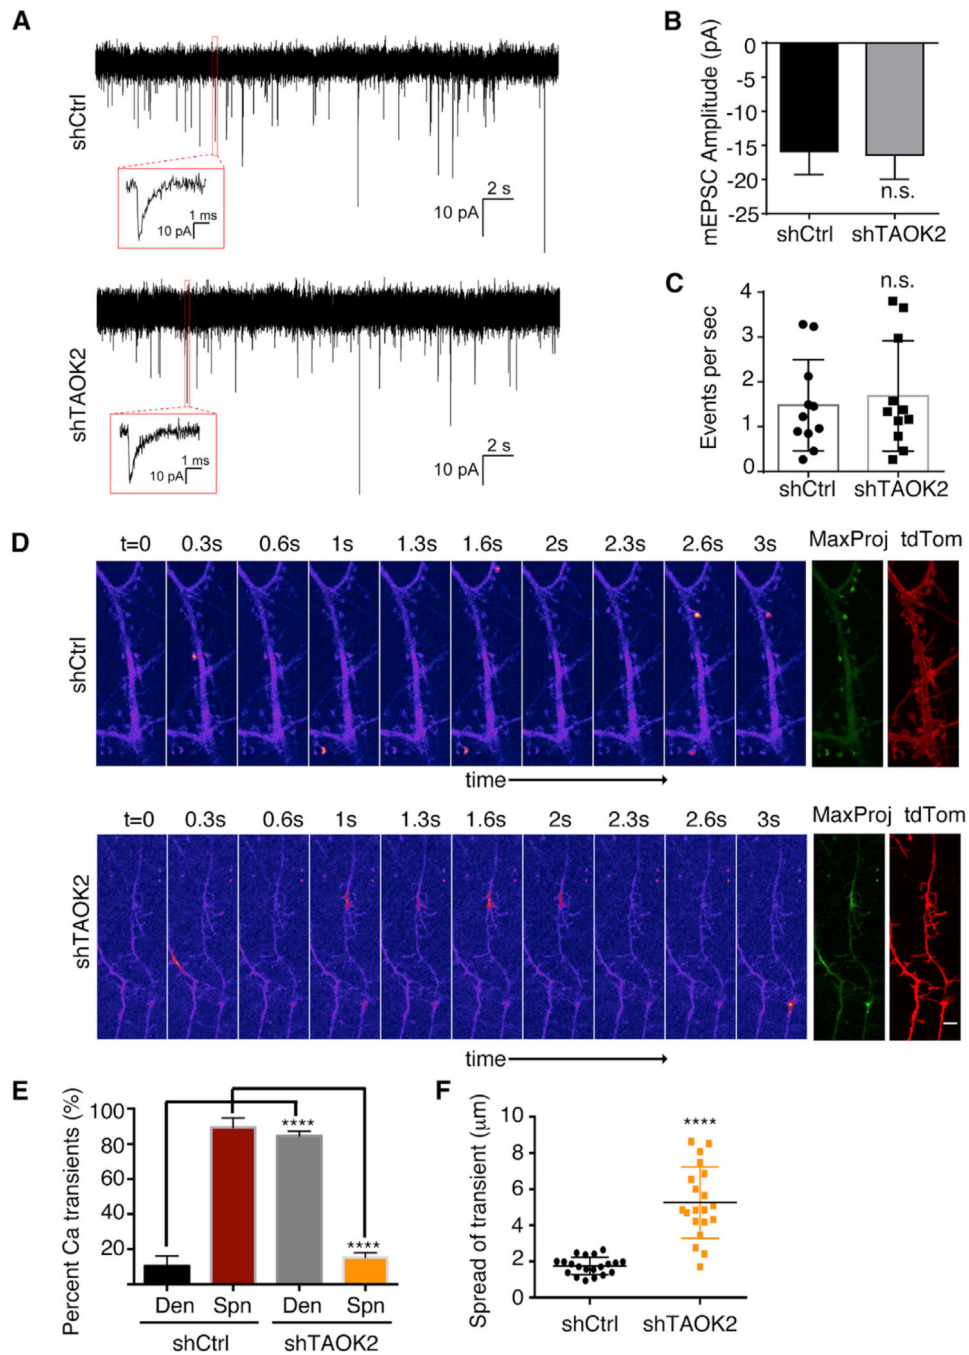 A
shCtrl
1 ms
10 pA
2 s
10 pA
shTAOK2
1 ms
10 pA
2 s
10 pA
B
mEPSC Amplitude (pA)
0
-5
-10
-15
-20
-25
n.s.
shCtrl shTAOK2
C
Events per sec
n.s.
4
3
2
1
0
shCtrl shTAOK2
D
t=0 0.3s 0.6s 1s 1.3s 1.6s 2s 2.3s 2.6s 3s MaxProj tdTom
shCtrl
time
t=0 0.3s 0.6s 1s 1.3s 1.6s 2s 2.3s 2.6s 3s MaxProj tdTom
shTAOK2
time
E
Percent Ca transients (%)
100
80
60
40
20
****
****
Den Spn Den Spn
shCtrl shTAOK2
F
Spread of transient (μm)
10
8
6
4
2
0
****
shCtrl shTAOK2